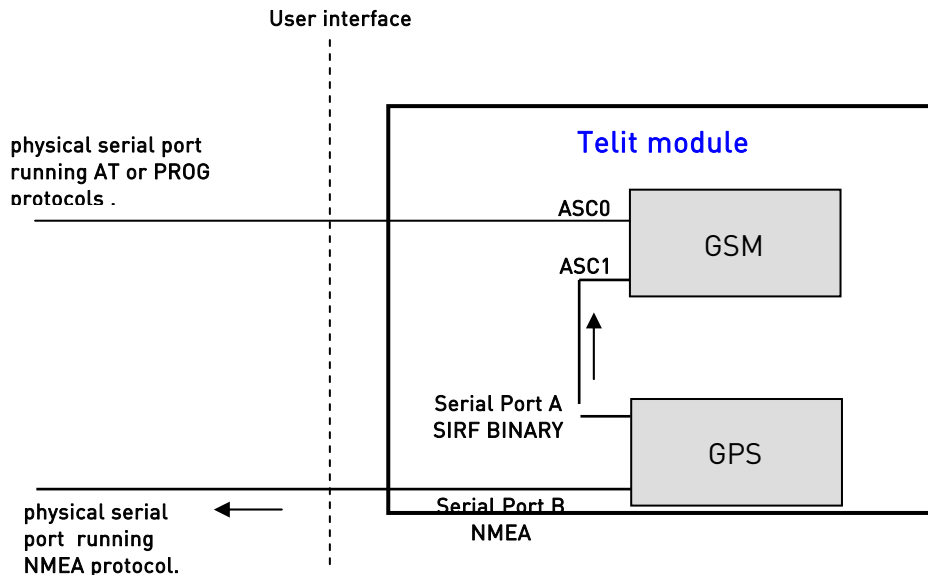 User interface
physical serial port
running AT or PROG
protocols .
Telit module
ASC0
GSM
ASC1
Serial Port A
SIRF BINARY
GPS
Serial Port B
NMEA
physical serial
port running
NMEA protocol.